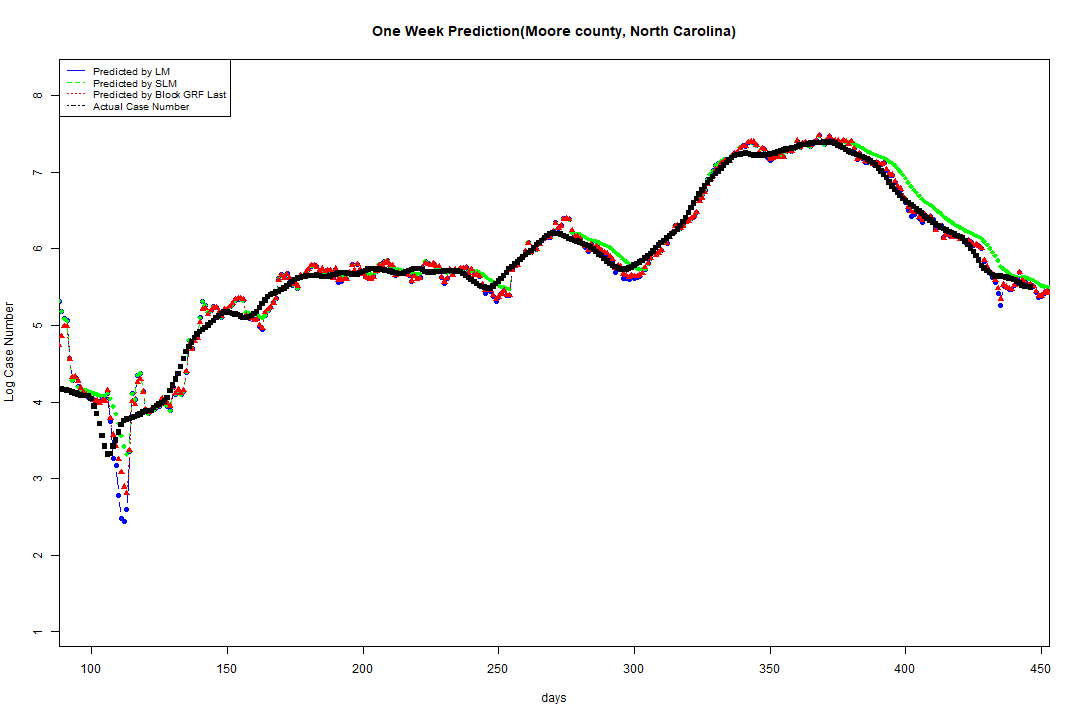 One Week Prediction(Moore county, North Carolina)
Predicted by LM
Predicted by SLM
Predicted by Block GRF Last
Actual Case Number
8
7
6
5
4
3
2
1
Log Case Number
100 150 200 250 300 350 400 450
days